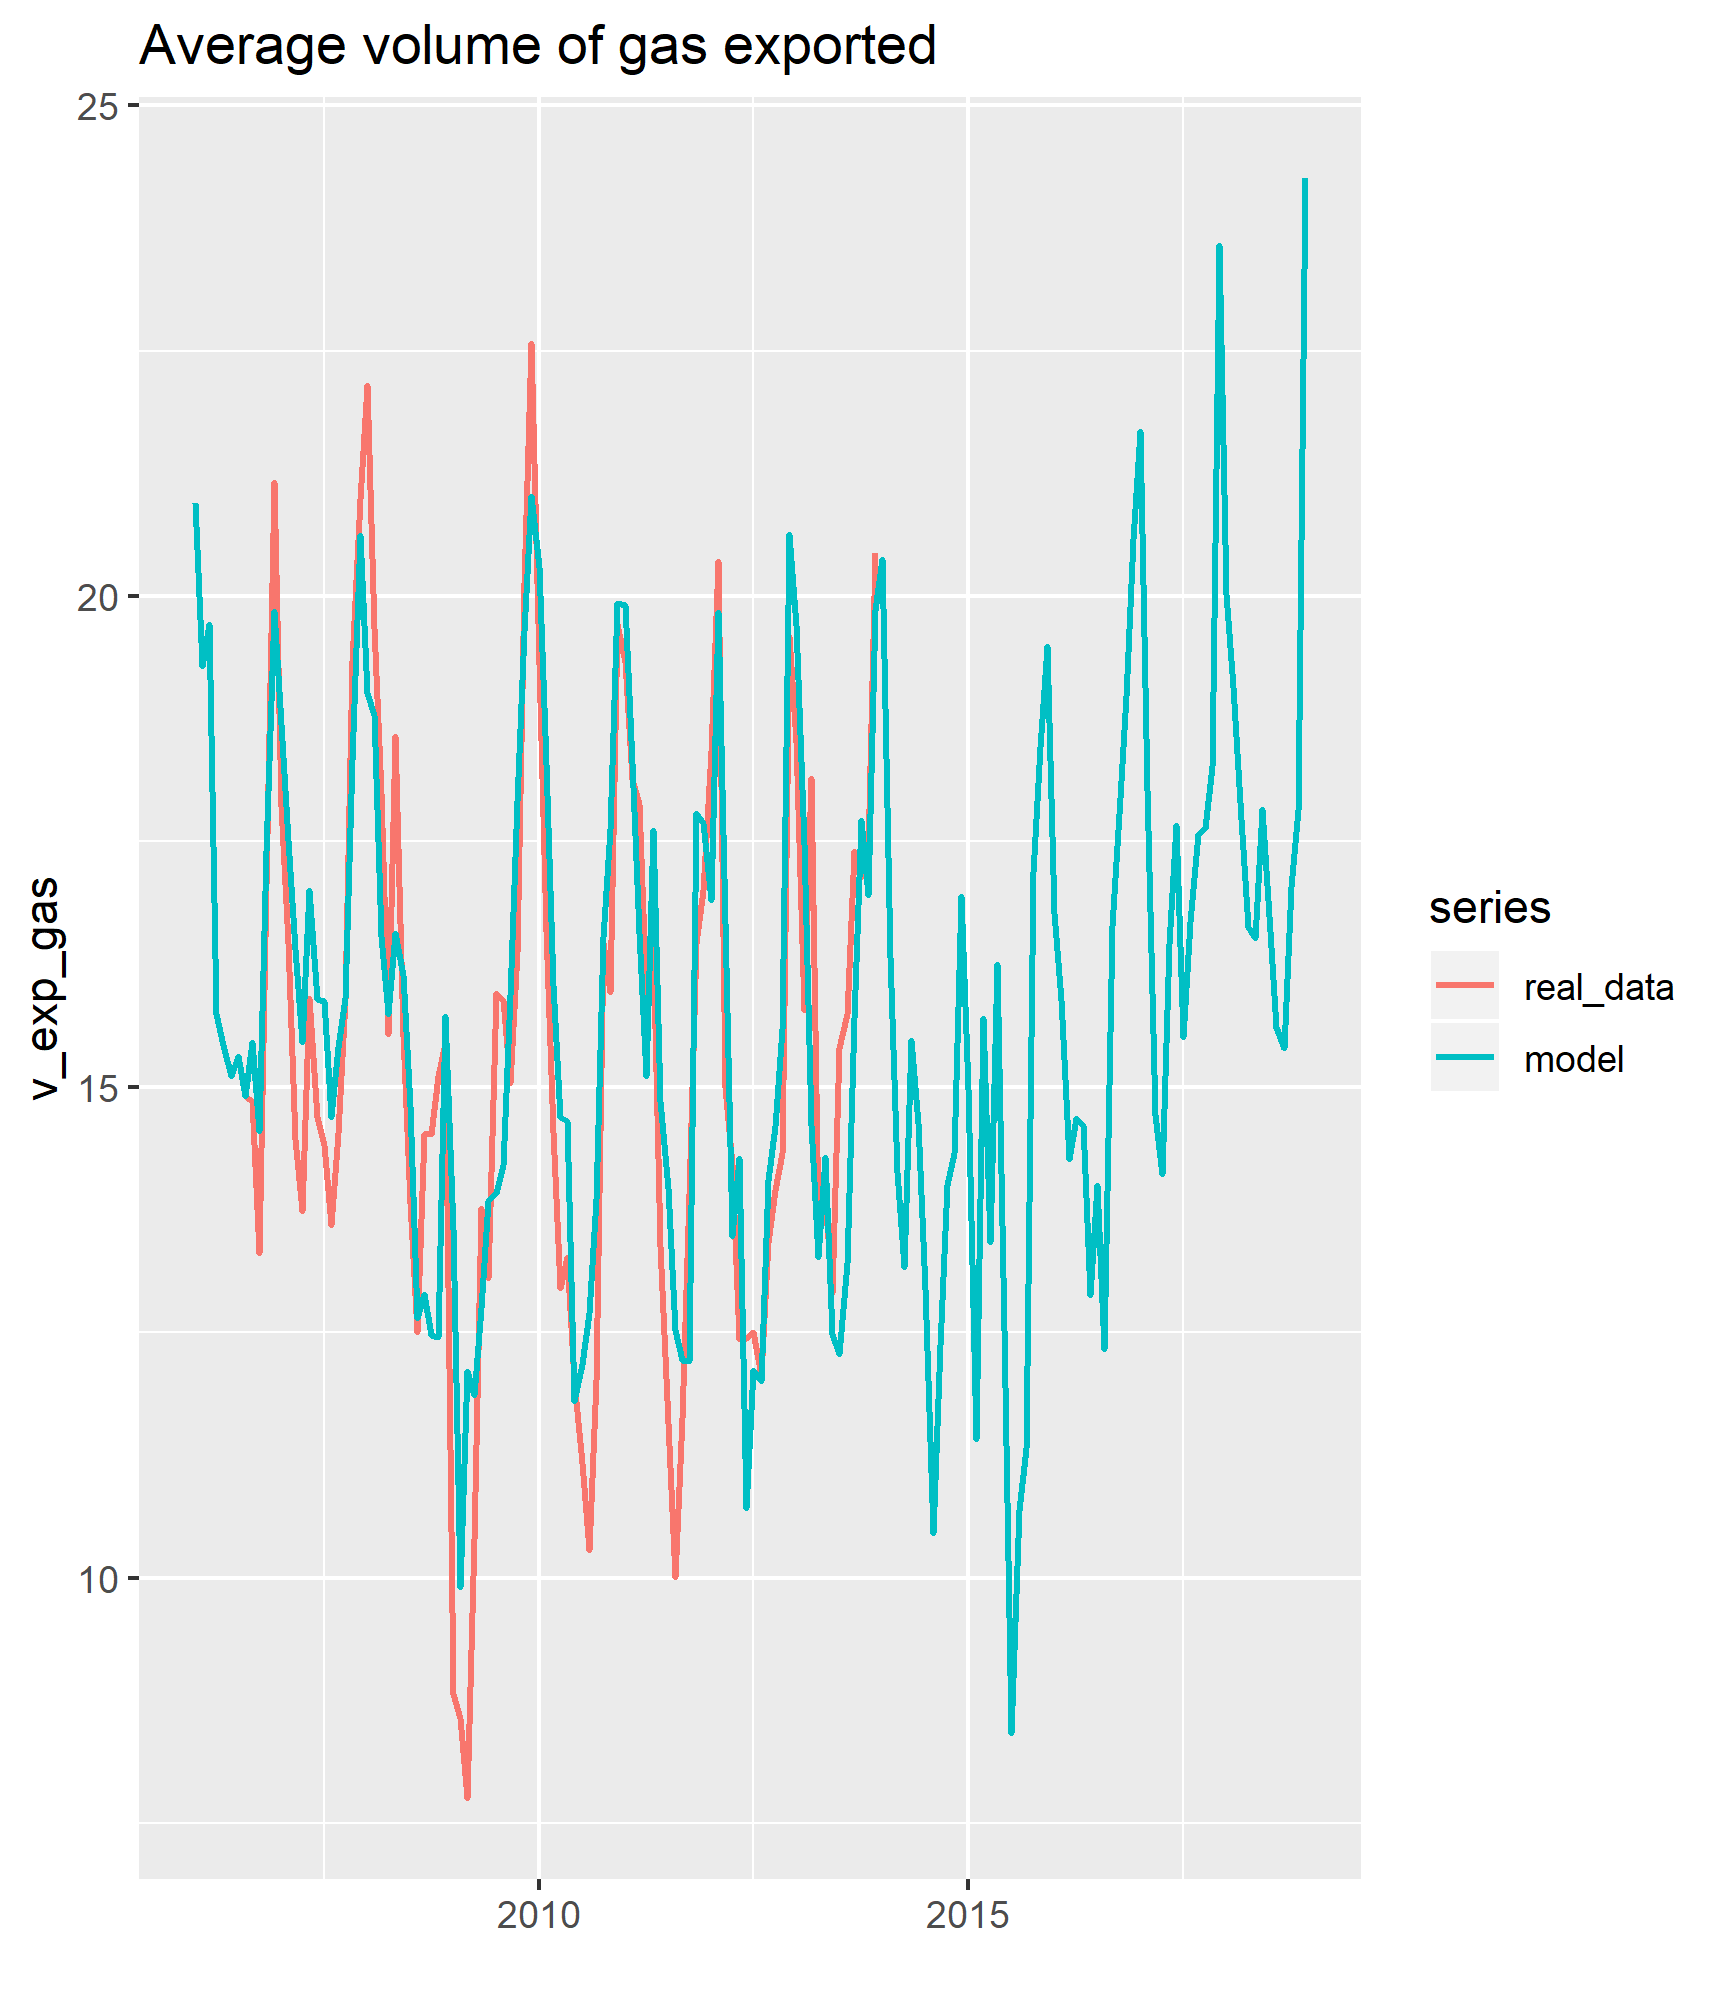 Average volume of gas exported
25
20
15
10
v_exp_gas
2010
2015
series
real_data
model